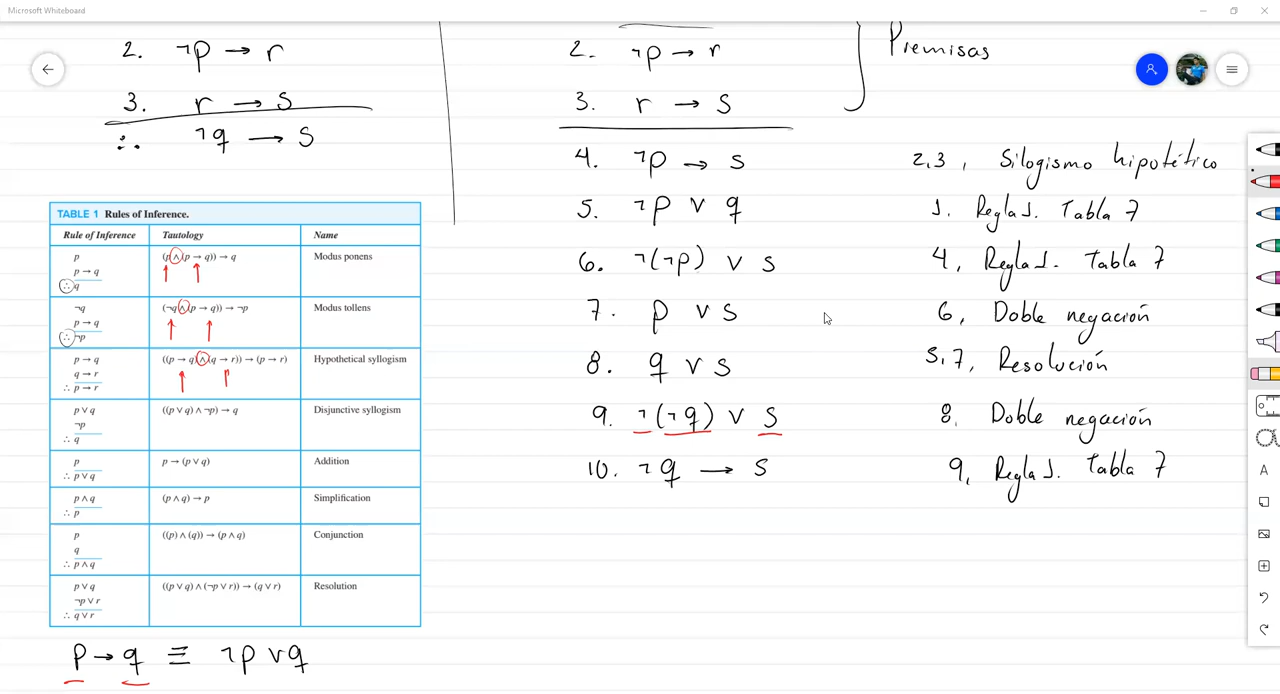 Microsoft Whiteboard
2. ¬p → r
3. r → s
∴ ¬q → s
2. ¬p → r
3. r → s
Premisas
4. ¬p → s 2,3, Silogismo hipotético
5. ¬p ∨ q 1. Regla 1. Tabla 7
6. ¬(¬p) ∨ s 4, Regla 1. Tabla 7
7. p ∨ s 6, Doble negación
8. q ∨ s 5,7, Resolución
9. ¬(¬q) ∨ s 8, Doble negación
10. ¬q → s 9, Regla 1. Tabla 7
TABLE 1 Rules of Inference.
Rule of Inference Tautology Name
p
p → q
∴ q
(p ∧ (p → q)) → q
Modus ponens
¬q
p → q
∴ ¬p
(¬q ∧ (p → q)) → ¬p
Modus tollens
p → q
q → r
∴ p → r
((p → q) ∧ (q → r)) → (p → r)
Hypothetical syllogism
p ∨ q
¬p
∴ q
((p ∨ q) ∧ ¬p) → q
Disjunctive syllogism
p
∴ p ∨ q
p → (p ∨ q)
Addition
p ∧ q
∴ p
(p ∧ q) → p
Simplification
p
q
∴ p ∧ q
((p) ∧ (q)) → (p ∧ q)
Conjunction
p ∨ q
¬p ∨ r
∴ q ∨ r
((p ∨ q) ∧ (¬p ∨ r)) → (q ∨ r)
Resolution
p → q ≡ ¬p ∨ q
A